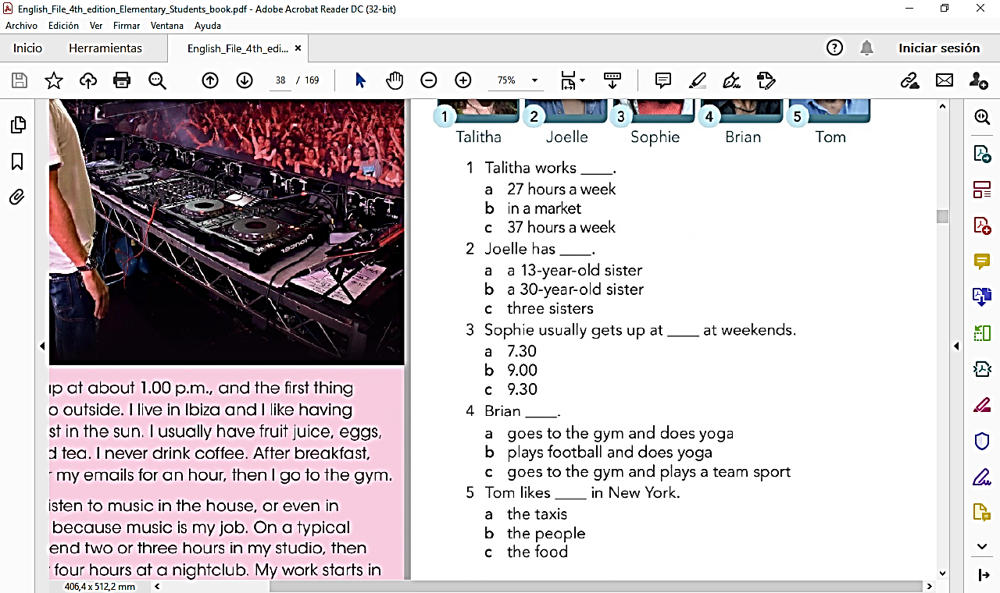 English_File_4th_edition_Elementary_Students_book.pdf - Adobe Acrobat Reader DC (32-bit)
Archivo Edición Ver Firmar Ventana Ayuda
Inicio Herramientas English_File_4th_edi... × Iniciar sesión
38 / 169 75%
Pioneer
up at about 1.00 p.m., and the first thing
o outside. I live in Ibiza and I like having
st in the sun. I usually have fruit juice, eggs,
d tea. I never drink coffee. After breakfast,
r my emails for an hour, then I go to the gym.
isten to music in the house, or even in
because music is my job. On a typical
end two or three hours in my studio, then
r four hours at a nightclub. My work starts in
1 2 3 4 5
Talitha Joelle Sophie Brian Tom
1 Talitha works ____.
a 27 hours a week
b in a market
c 37 hours a week
2 Joelle has ____.
a a 13-year-old sister
b a 30-year-old sister
c three sisters
3 Sophie usually gets up at ____ at weekends.
a 7.30
b 9.00
c 9.30
4 Brian ____.
a goes to the gym and does yoga
b plays football and does yoga
c goes to the gym and plays a team sport
5 Tom likes ____ in New York.
a the taxis
b the people
c the food
406,4 x 512,2 mm